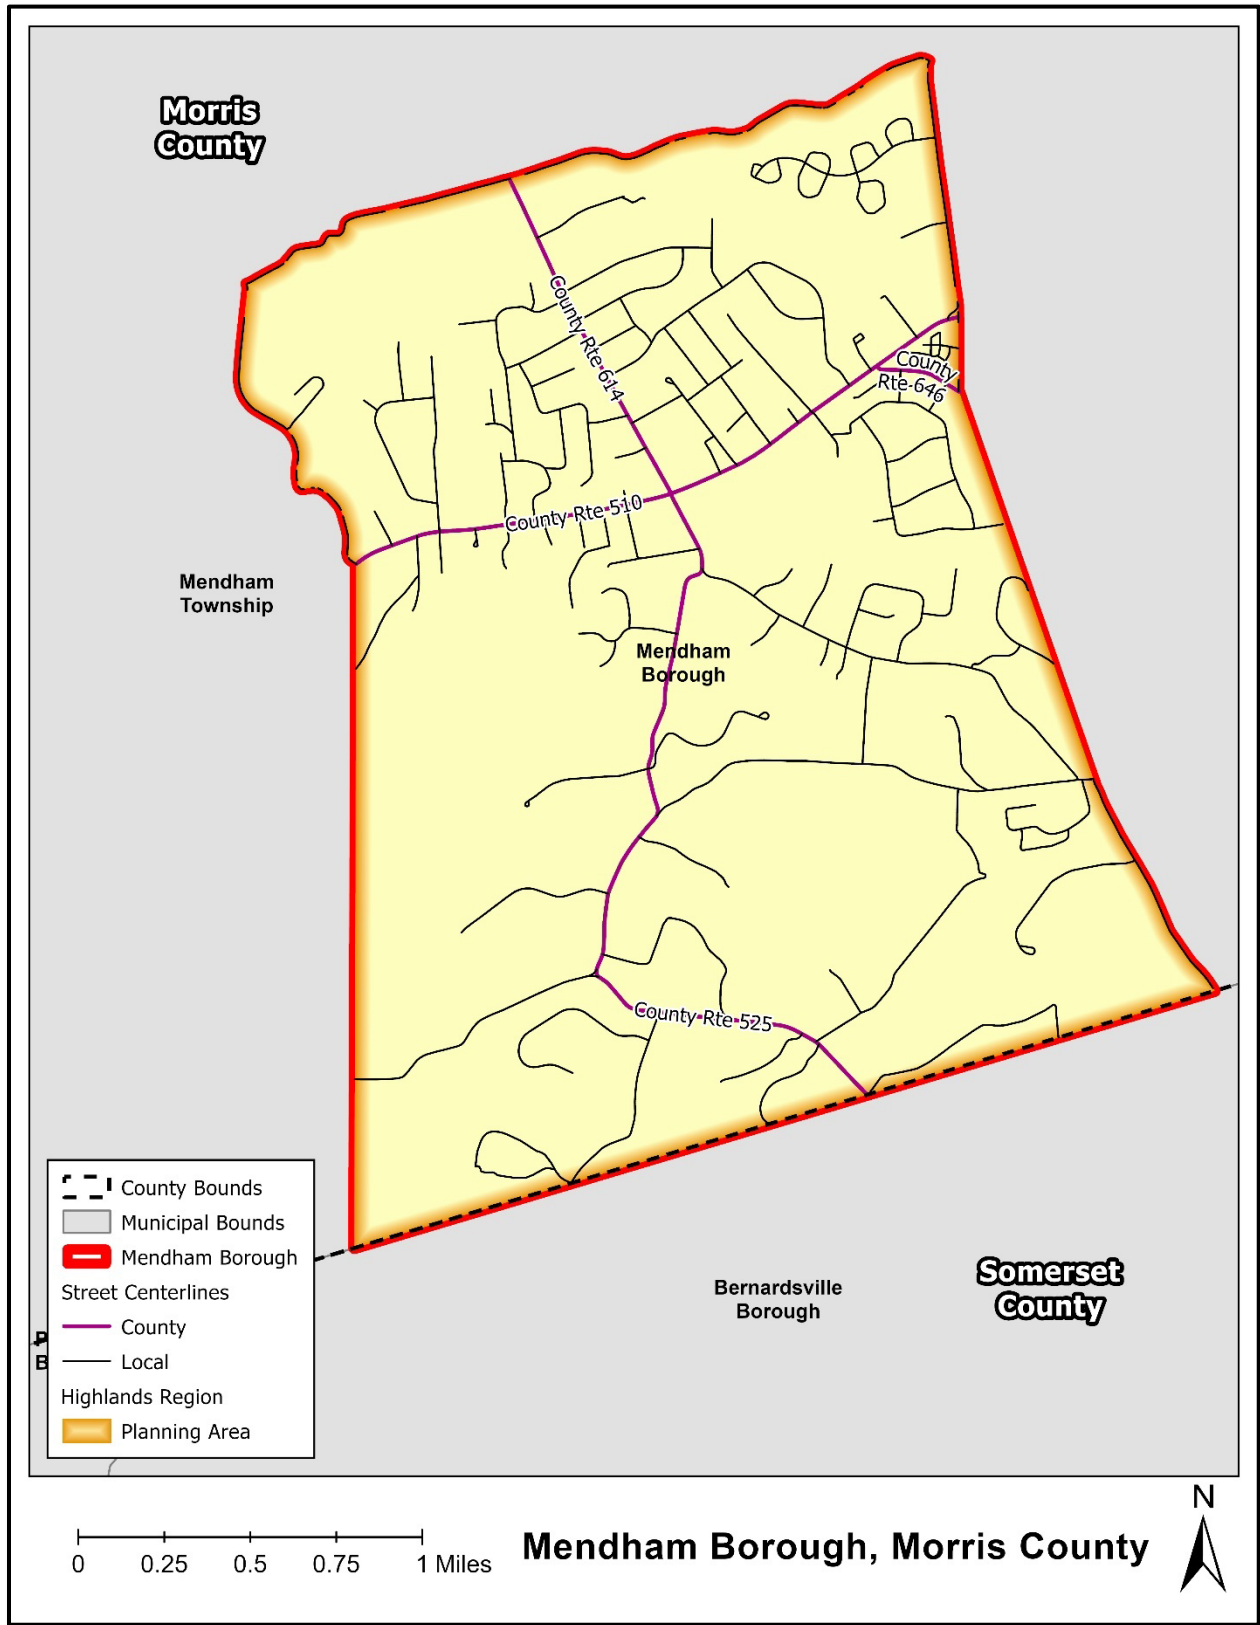 Morris
County
County Rte 614
County
Rte 646
County Rte 510
Mendham
Township
Mendham
Borough
County Rte 525
Bernardsville
Borough
Somerset
County
P
B
County Bounds
Municipal Bounds
Mendham Borough
Street Centerlines
County
Local
Highlands Region
Planning Area
N
0 0.25 0.5 0.75 1 Miles
Mendham Borough, Morris County